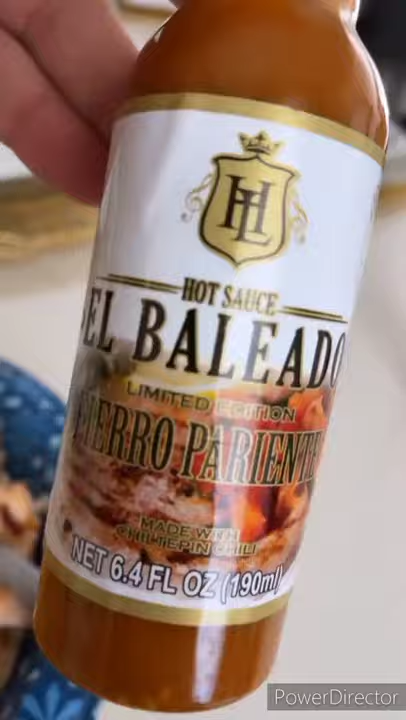 HL
HOT SAUCE
EL BALEADO
LIMITED EDITION
FIERRO PARIENTE
MADE WITH
CHILTEPIN CHILI
NET 6.4 FL OZ (190ml)
PowerDirector